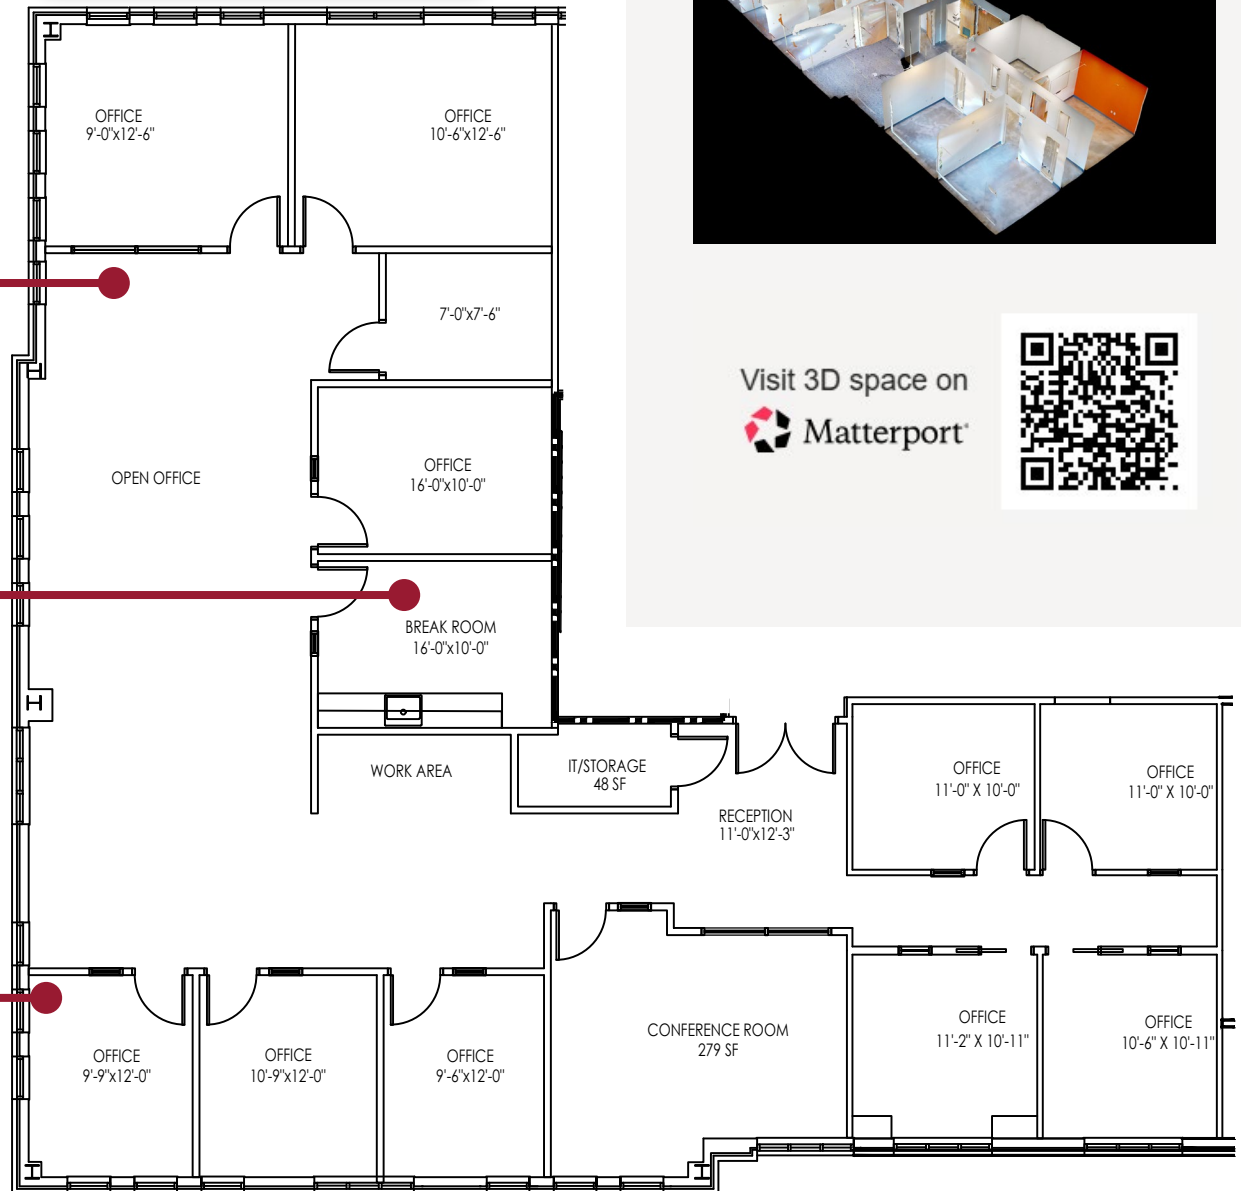 OFFICE
9'-0"x12'-6"
OFFICE
10'-6"x12'-6"
7'-0"x7'-6"
Visit 3D space on
Matterport
OPEN OFFICE
OFFICE
16'-0"x10'-0"
BREAK ROOM
16'-0"x10'-0"
WORK AREA
IT/STORAGE
48 SF
RECEPTION
11'-0"x12'-3"
OFFICE
11'-0" X 10'-0"
OFFICE
11'-0" X 10'-0"
OFFICE
9'-9"x12'-0"
OFFICE
10'-9"x12'-0"
OFFICE
9'-6"x12'-0"
CONFERENCE ROOM
279 SF
OFFICE
11'-2" X 10'-11"
OFFICE
10'-6" X 10'-11"